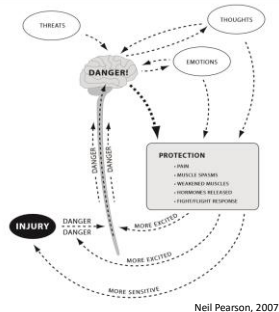 THOUGHTS
THREATS
EMOTIONS
DANGER!
DANGER
DANGER
PROTECTION
• PAIN
• MUSCLE SPASMS
• WEAKENED MUSCLES
• HORMONES RELEASED
• FIGHT/FLIGHT RESPONSE
INJURY
DANGER
DANGER
MORE EXCITED
MORE EXCITED
MORE SENSITIVE
Neil Pearson, 2007